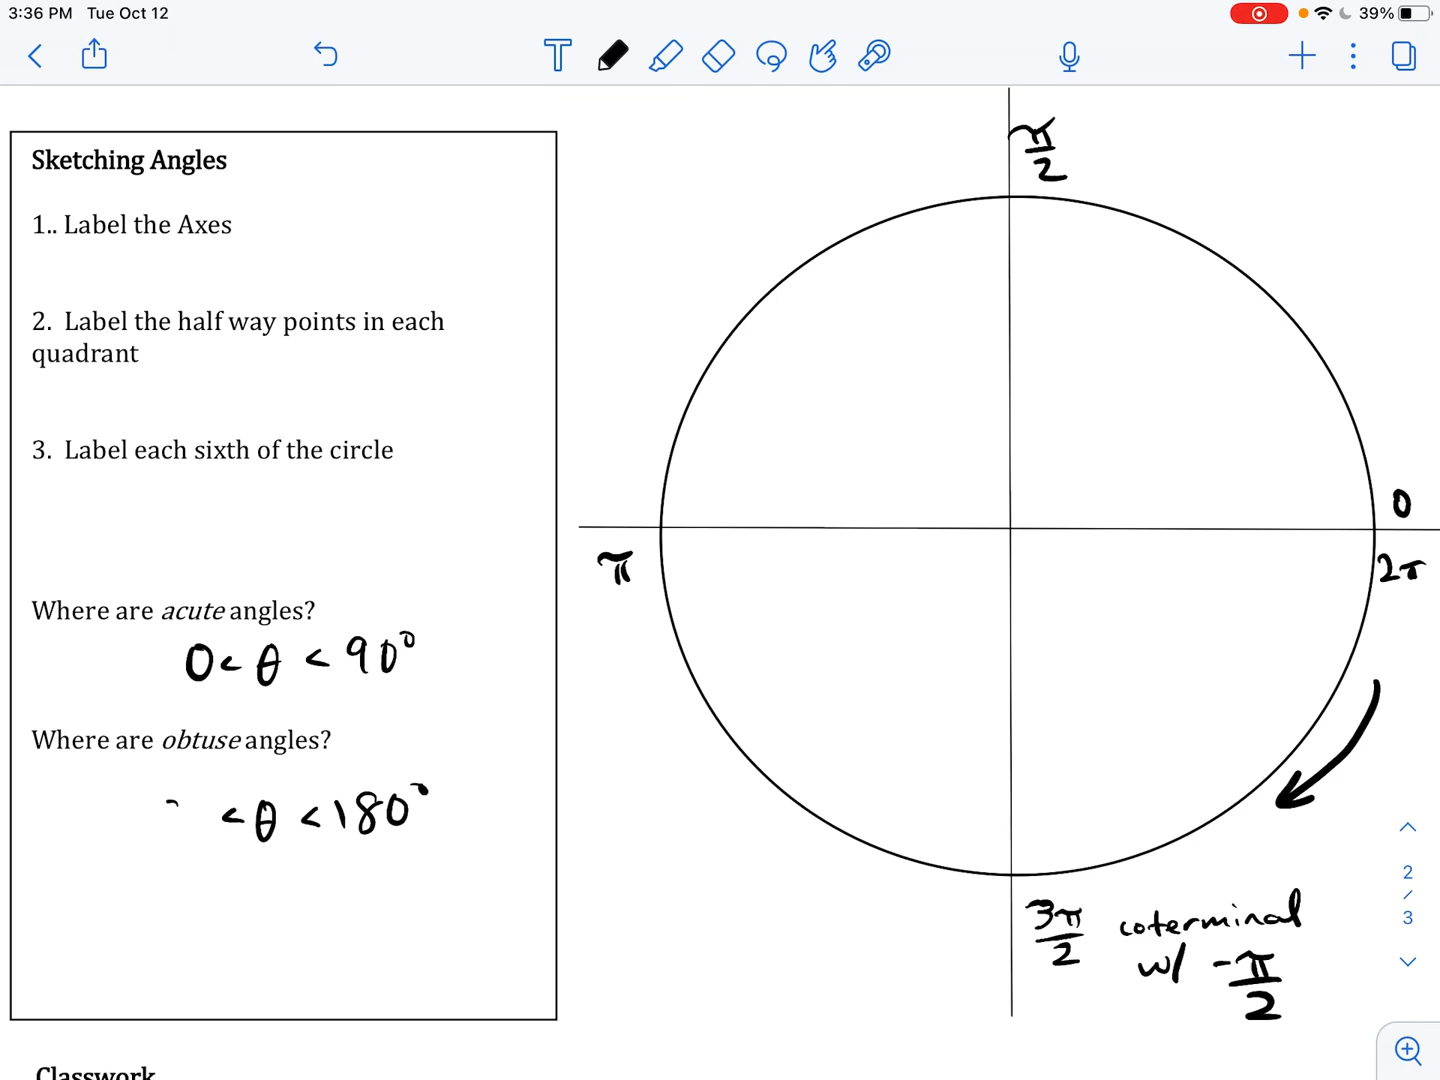 3:36 PM Tue Oct 12
39%
Sketching Angles
1.. Label the Axes
2. Label the half way points in each
quadrant
3. Label each sixth of the circle
Where are acute angles?
0 < θ < 90°
Where are obtuse angles?
< θ < 180°
π/2
0
π
2π
3π/2 coterminal
w/ -π/2
2
/
3
Classwork